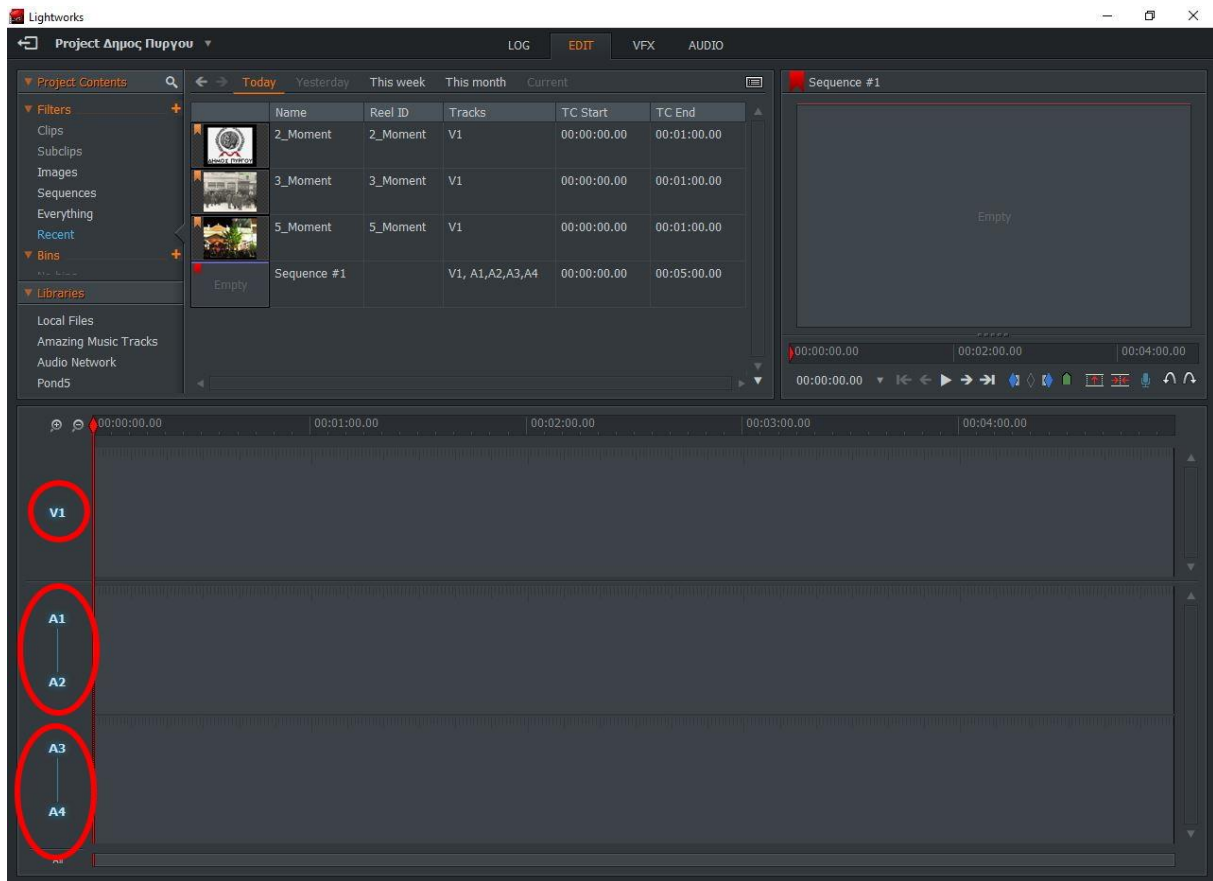 Lightworks
Project Δημος Πυργου
LOG EDIT VFX AUDIO
Project Contents
Today Yesterday This week This month Current
Sequence #1
Filters
Clips
Subclips
Images
Sequences
Everything
Recent
Bins
No bins
Libraries
Local Files
Amazing Music Tracks
Audio Network
Pond5
Name Reel ID Tracks TC Start TC End
ΔΗΜΟΣ ΠΥΡΓΟΥ
2_Moment 2_Moment V1 00:00:00.00 00:01:00.00
3_Moment 3_Moment V1 00:00:00.00 00:01:00.00
5_Moment 5_Moment V1 00:00:00.00 00:01:00.00
Empty Sequence #1 V1, A1,A2,A3,A4 00:00:00.00 00:05:00.00
Empty
00:00:00.00 00:02:00.00 00:04:00.00
00:00:00.00
00:00:00.00 00:01:00.00 00:02:00.00 00:03:00.00 00:04:00.00
V1
A1
A2
A3
A4
All